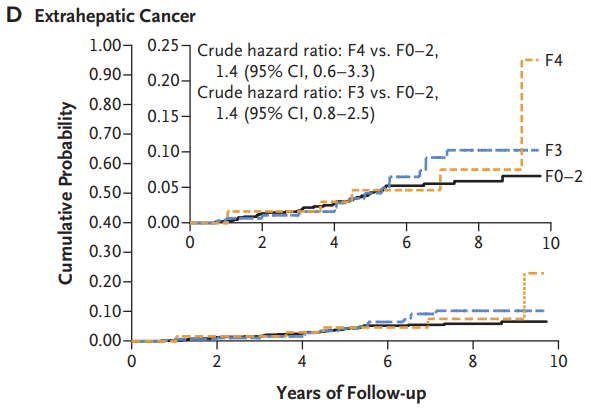 D Extrahepatic Cancer
Cumulative Probability
1.00
0.90
0.80
0.70
0.60
0.50
0.40
0.30
0.20
0.10
0.00
0.25
0.20
0.15
0.10
0.05
0.00
Crude hazard ratio: F4 vs. F0–2,
1.4 (95% CI, 0.6–3.3)
Crude hazard ratio: F3 vs. F0–2,
1.4 (95% CI, 0.8–2.5)
F4
F3
F0–2
0 2 4 6 8 10
0 2 4 6 8 10
Years of Follow-up